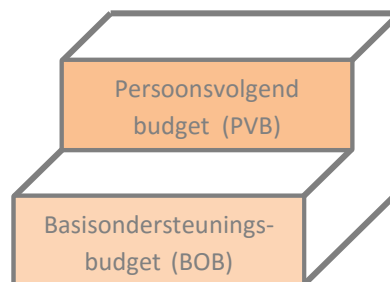 Persoonsvolgend
budget (PVB)
Basisondersteunings-
budget (BOB)